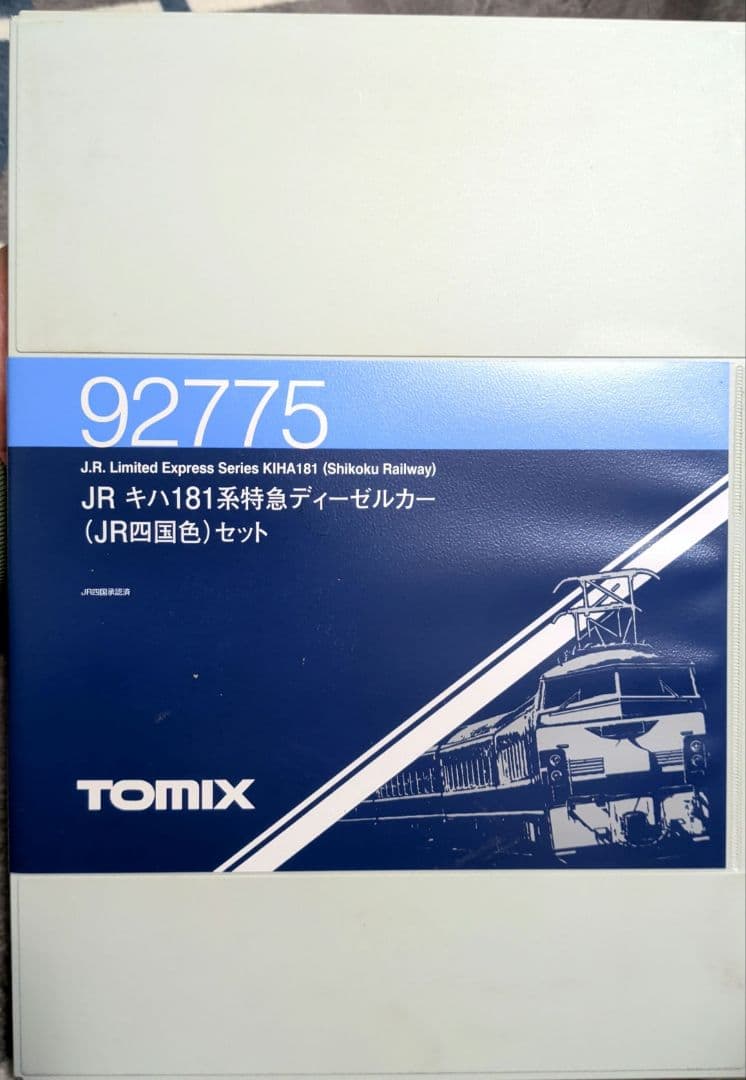 92775
J.R. Limited Express Series KIHA181 (Shikoku Railway)
JR キハ181系特急ディーゼルカー
（JR四国色）セット
JR四国承認済
TOMIX